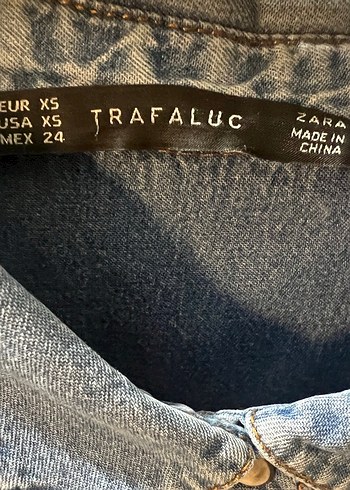 EUR XS
USA XS
MEX 24
TRAFALUC
ZARA
MADE IN
CHINA